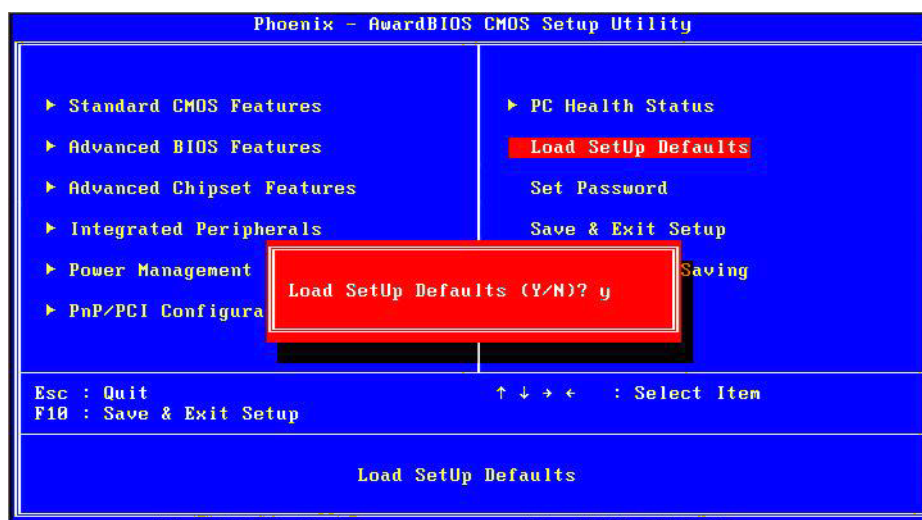 Phoenix - AwardBIOS CMOS Setup Utility
▶ Standard CMOS Features
▶ Advanced BIOS Features
▶ Advanced Chipset Features
▶ Integrated Peripherals
▶ Power Management
▶ PnP/PCI Configura
▶ PC Health Status
Load SetUp Defaults
Set Password
Save & Exit Setup
Saving
Load SetUp Defaults (Y/N)? y
Esc : Quit
F10 : Save & Exit Setup
↑ ↓ → ← : Select Item
Load SetUp Defaults